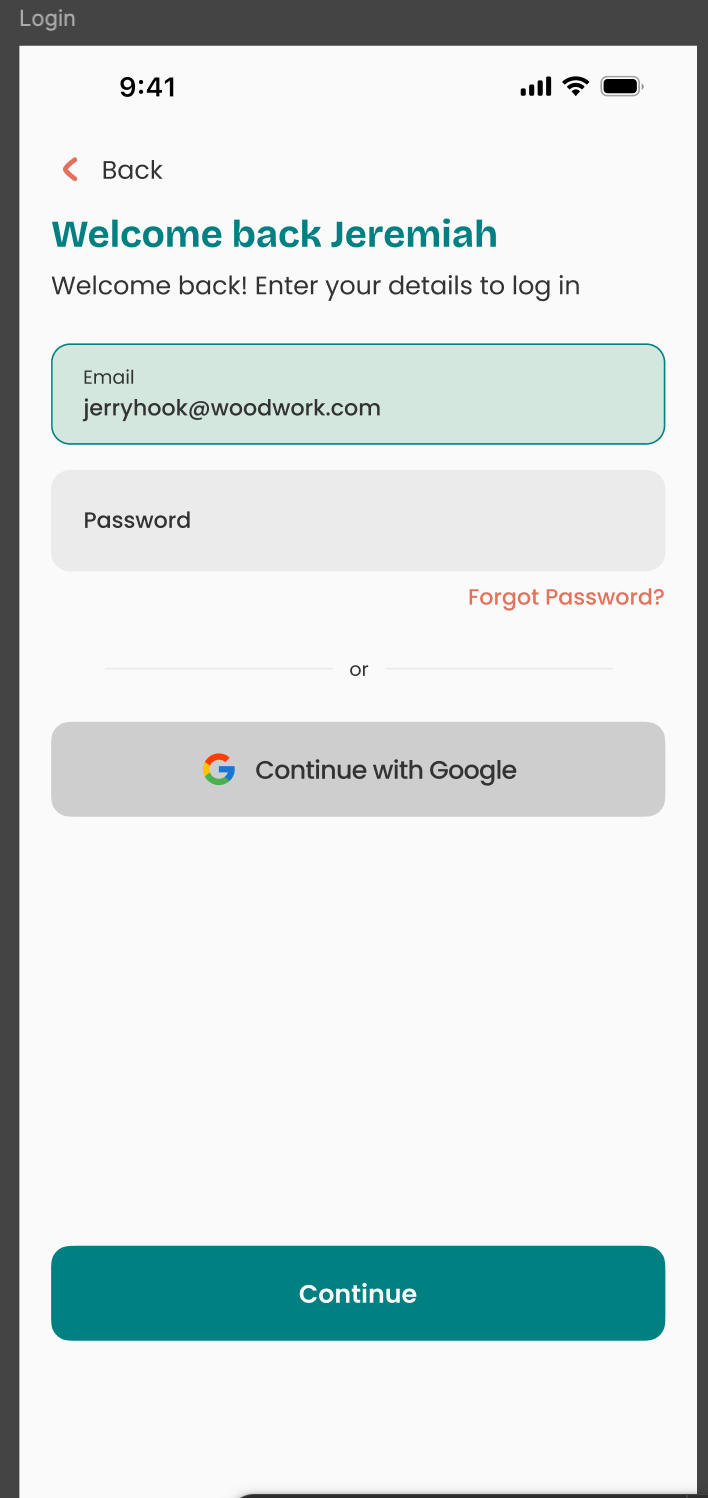 Login
9:41
Back
Welcome back Jeremiah
Welcome back! Enter your details to log in
Email
jerryhook@woodwork.com
Password
Forgot Password?
or
Continue with Google
Continue